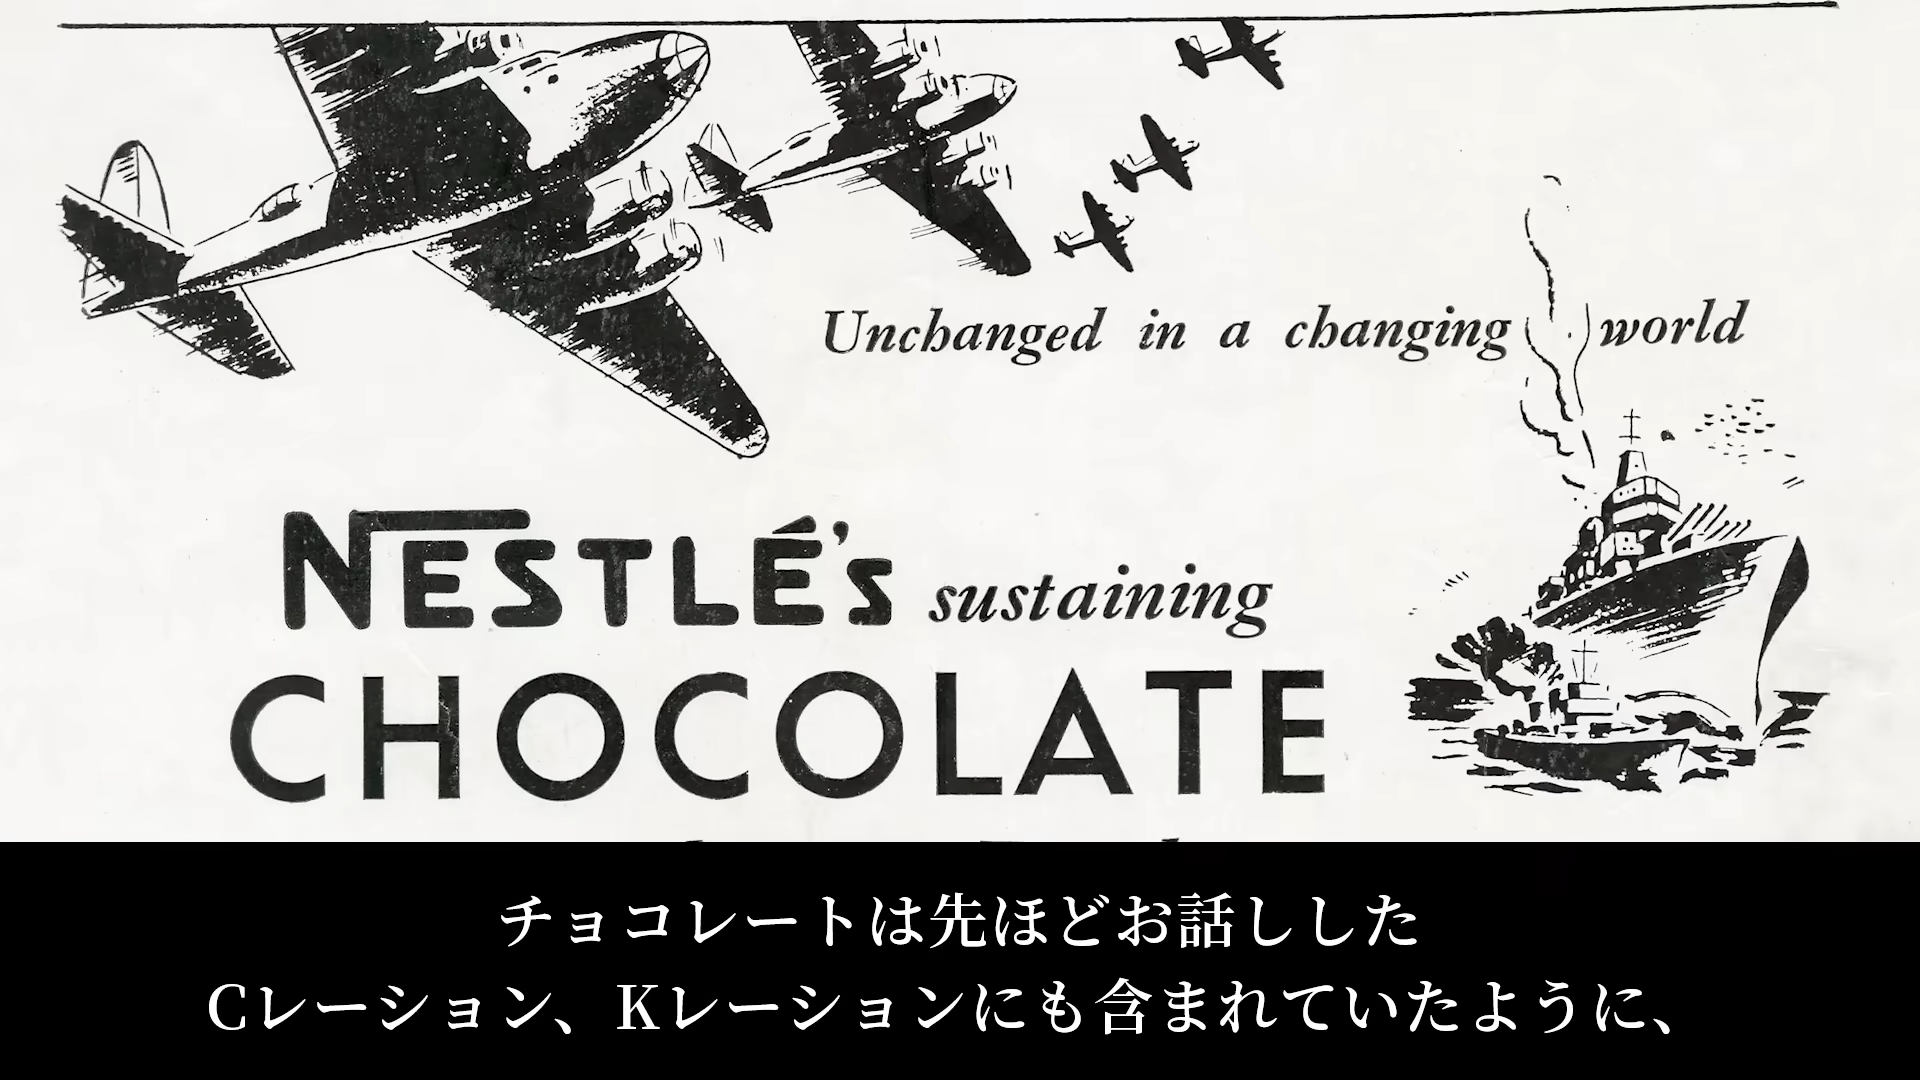 Unchanged in a changing world
NESTLÉ's sustaining
CHOCOLATE
チョコレートは先ほどお話しした
Cレーション、Kレーションにも含まれていたように、